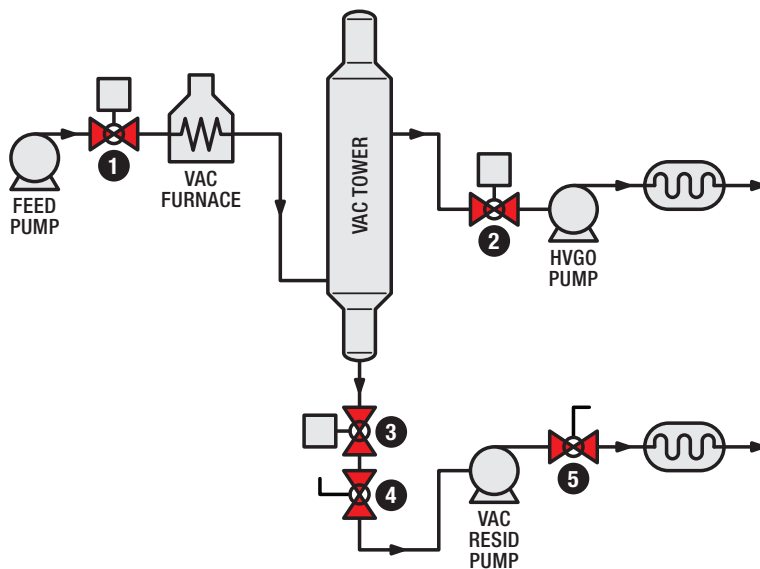 1
FEED
PUMP
VAC
FURNACE
VAC TOWER
2
HVGO
PUMP
3
4
5
VAC
RESID
PUMP